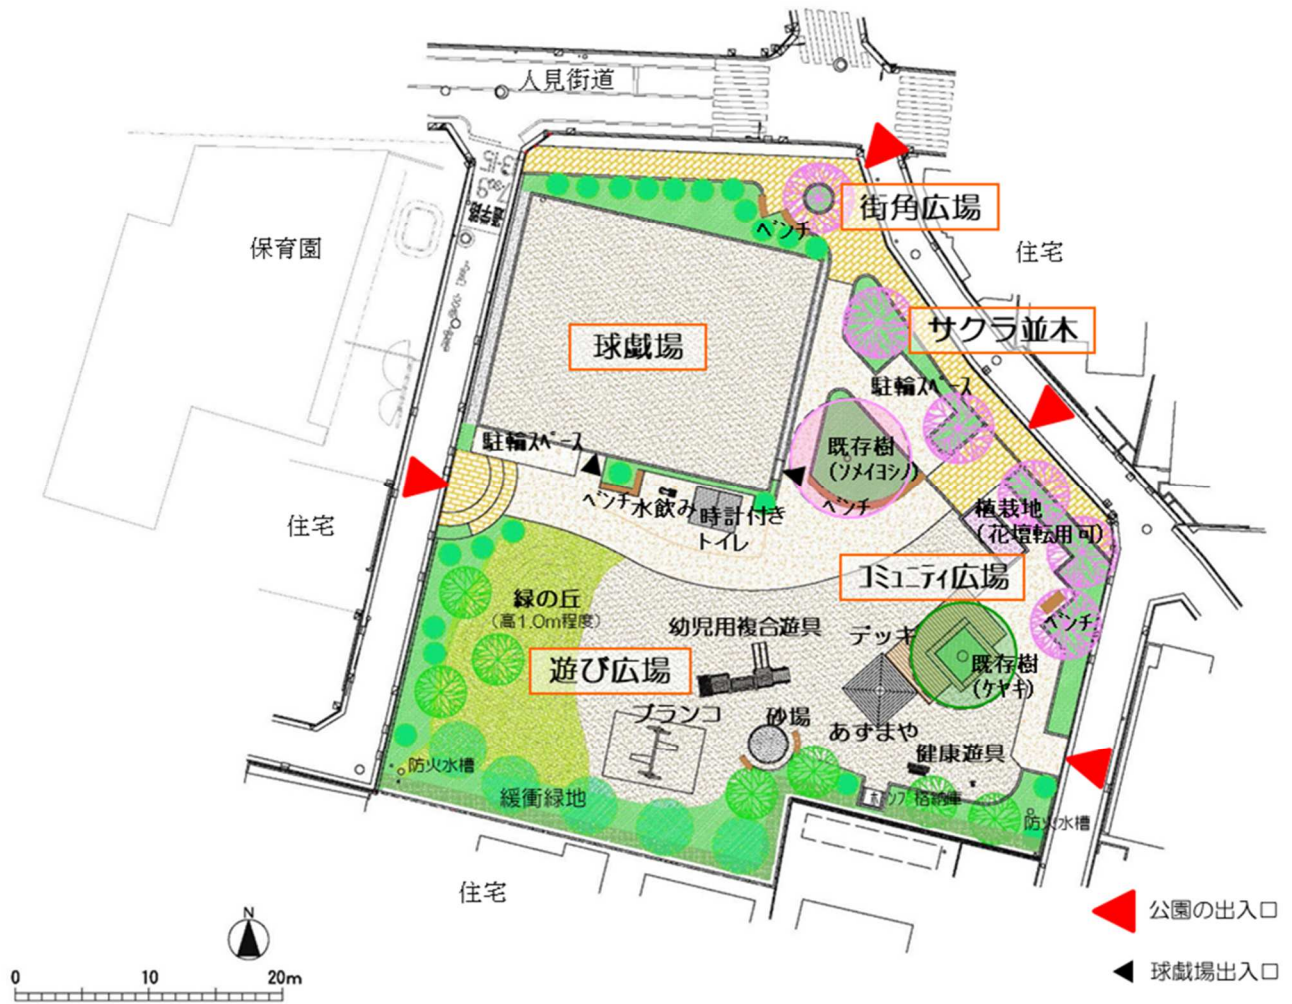 人見街道
街角広場
保育園
ベンチ
住宅
サクラ並木
球戯場
駐輪スペース
駐輪スペース
既存樹
(ソメイヨシノ)
ベンチ
ベンチ
水飲み
時計付き
トイレ
植栽地
(花壇転用可)
住宅
コミュニティ広場
緑の丘
(高1.0m程度)
幼児用複合遊具
デッキ
ベンチ
遊び広場
既存樹
(ケヤキ)
ブランコ
砂場
あずまや
健康遊具
防火水槽
緩衝緑地
ポンプ格納庫
防火水槽
住宅
公園の出入口
N
球戯場出入口
0 10 20m